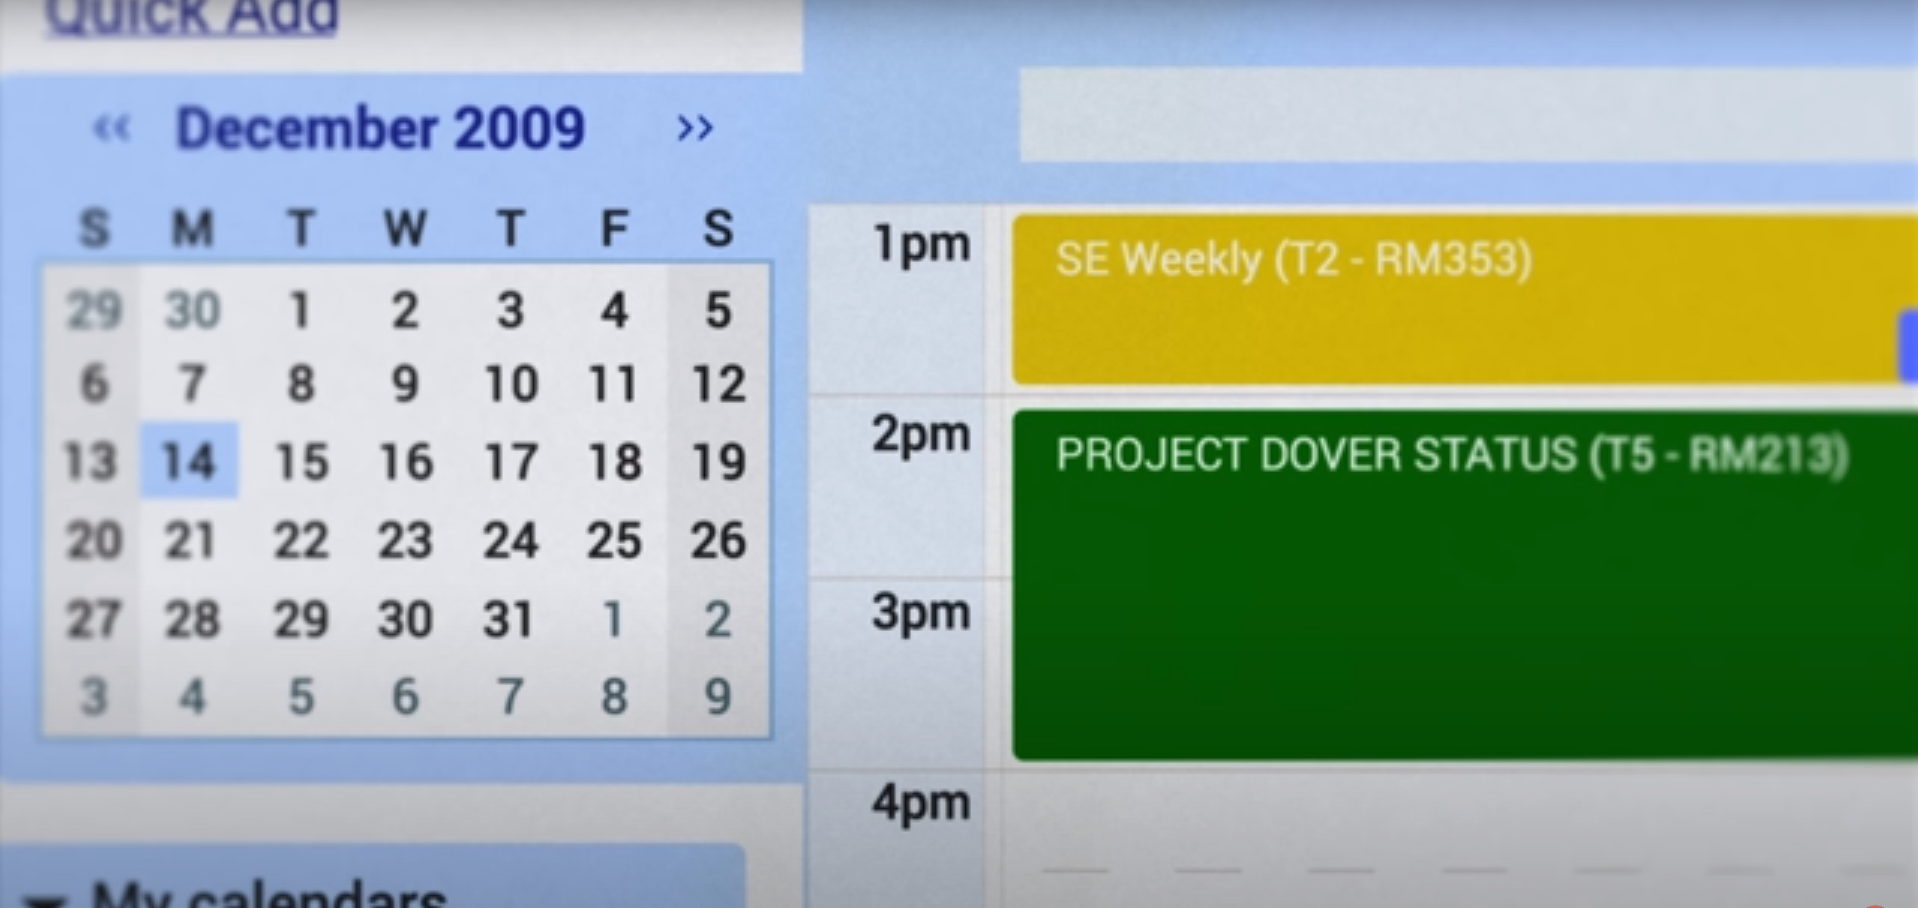 Quick Add
<< December 2009 >>
S M T W T F S
29 30 1 2 3 4 5
6 7 8 9 10 11 12
13 14 15 16 17 18 19
20 21 22 23 24 25 26
27 28 29 30 31 1 2
3 4 5 6 7 8 9
My calendars
1pm
SE Weekly (T2 - RM353)
2pm
PROJECT DOVER STATUS (T5 - RM213)
3pm
4pm